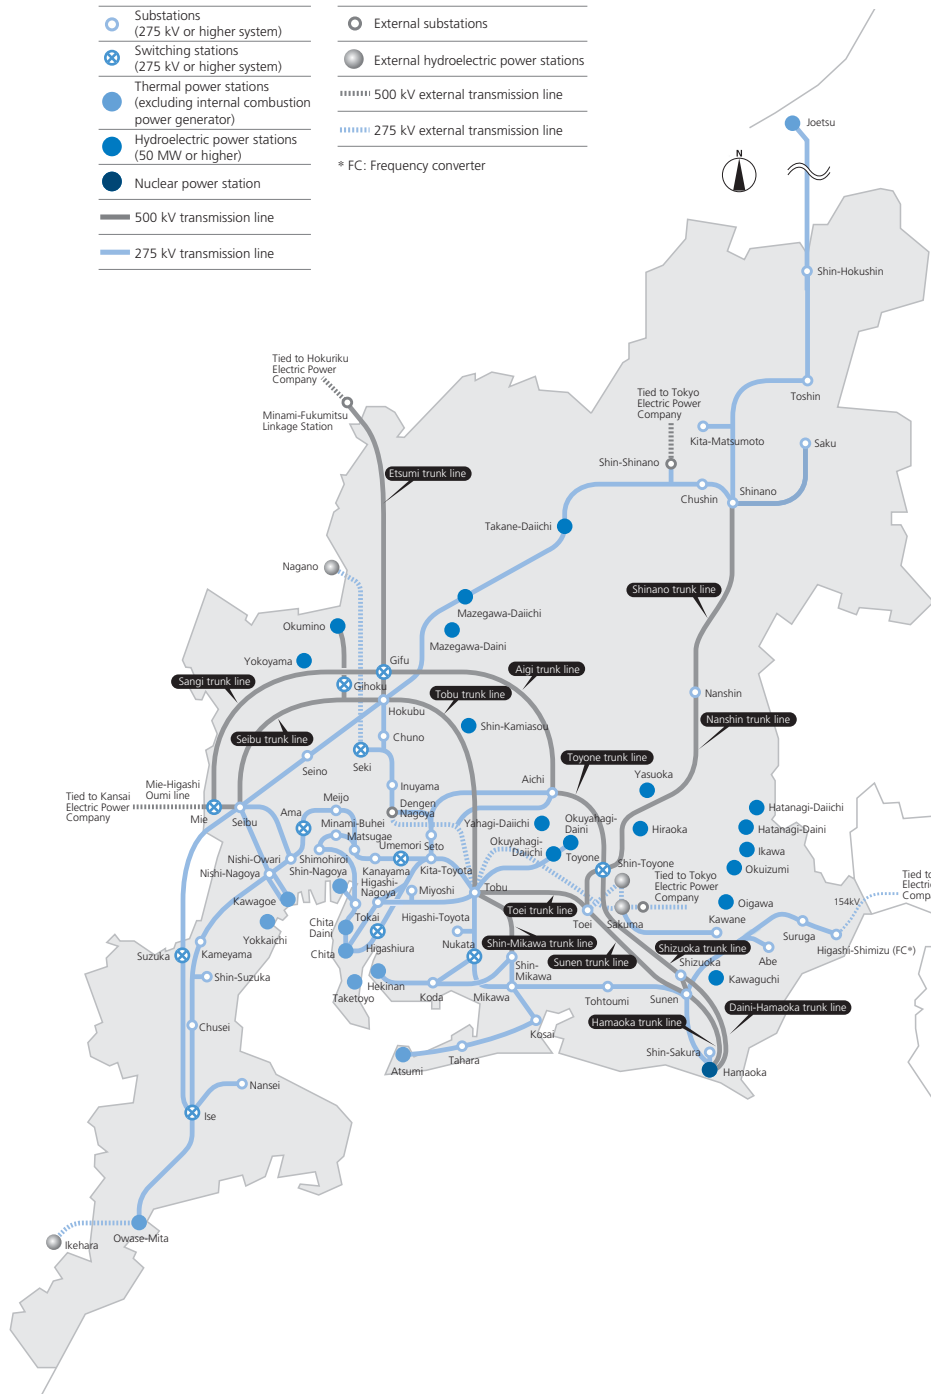 Substations
(275 kV or higher system)
Switching stations
(275 kV or higher system)
Thermal power stations
(excluding internal combustion
power generator)
Hydroelectric power stations
(50 MW or higher)
Nuclear power station
500 kV transmission line
275 kV transmission line
External substations
External hydroelectric power stations
500 kV external transmission line
275 kV external transmission line
* FC: Frequency converter
N
Joetsu
Shin-Hokushin
Toshin
Tied to Hokuriku
Electric Power
Company
Minami-Fukumitsu
Linkage Station
Tied to Tokyo
Electric Power
Company
Kita-Matsumoto
Saku
Shin-Shinano
Etsumi trunk line
Chushin
Shinano
Takane-Daiichi
Nagano
Shinano trunk line
Mazegawa-Daiichi
Okumino
Mazegawa-Daini
Yokoyama
Gifu
Aigi trunk line
Sangi trunk line
Gihoku
Tobu trunk line
Nanshin
Hokubu
Shin-Kamiasou
Nanshin trunk line
Seibu trunk line
Chuno
Toyone trunk line
Seki
Seino
Yasuoka
Mie-Higashi
Oumi line
Inuyama
Aichi
Tied to Kansai
Electric Power
Company
Mie
Seibu
Ama
Meijo
Dengen
Nagoya
Hatanagi-Daiichi
Minami-Buhei
Matsugae
Yahagi-Daiichi
Okuyahagi-
Daini
Hiraoka
Hatanagi-Daini
Umemori
Seto
Okuyahagi-
Daiichi
Toyone
Ikawa
Nishi-Owari
Shimohiroi
Kanayama
Kita-Toyota
Shin-Toyone
Okuizumi
Nishi-Nagoya
Shin-Nagoya
Higashi-
Nagoya
Miyoshi
Tobu
Tied to Tokyo
Electric Power
Company
Tied to
Electric
Compa
Kawagoe
Oigawa
154kV
Tokai
Higashi-Toyota
Toei trunk line
Toei
Sakuma
Kawane
Chita
Daini
Yokkaichi
Suruga
Shin-Mikawa trunk line
Shizuoka trunk line
Abe
Higashi-Shimizu (FC*)
Suzuka
Kameyama
Chita
Higashiura
Nukata
Sunen trunk line
Shizuoka
Shin-Suzuka
Hekinan
Shin-
Mikawa
Kawaguchi
Taketoyo
Koda
Mikawa
Tohtoumi
Sunen
Daini-Hamaoka trunk line
Chusei
Hamaoka trunk line
Kosai
Shin-Sakura
Tahara
Atsumi
Hamaoka
Nansei
Ise
Owase-Mita
Ikehara